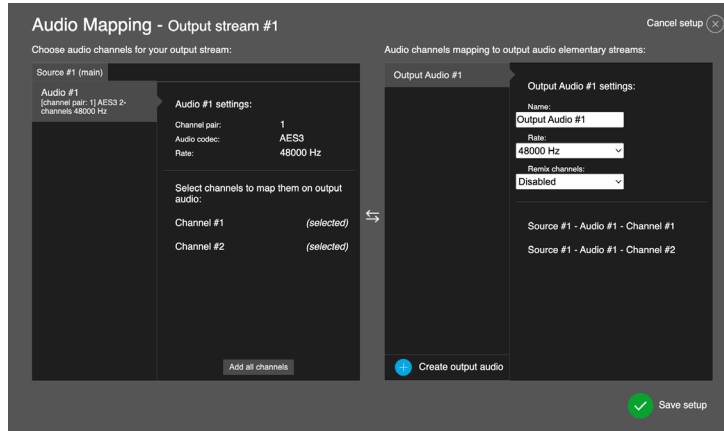 Audio Mapping - Output stream #1
Cancel setup
Choose audio channels for your output stream:
Audio channels mapping to output audio elementary streams:
Source #1 (main)
Audio #1
[channel pair: 1] AES3 2-
channels 48000 Hz
Audio #1 settings:
Channel pair: 1
Audio codec: AES3
Rate: 48000 Hz
Select channels to map them on output
audio:
Channel #1 (selected)
Channel #2 (selected)
Add all channels
Output Audio #1
Output Audio #1 settings:
Name:
Output Audio #1
Rate:
48000 Hz
Remix channels:
Disabled
Source #1 - Audio #1 - Channel #1
Source #1 - Audio #1 - Channel #2
Create output audio
Save setup